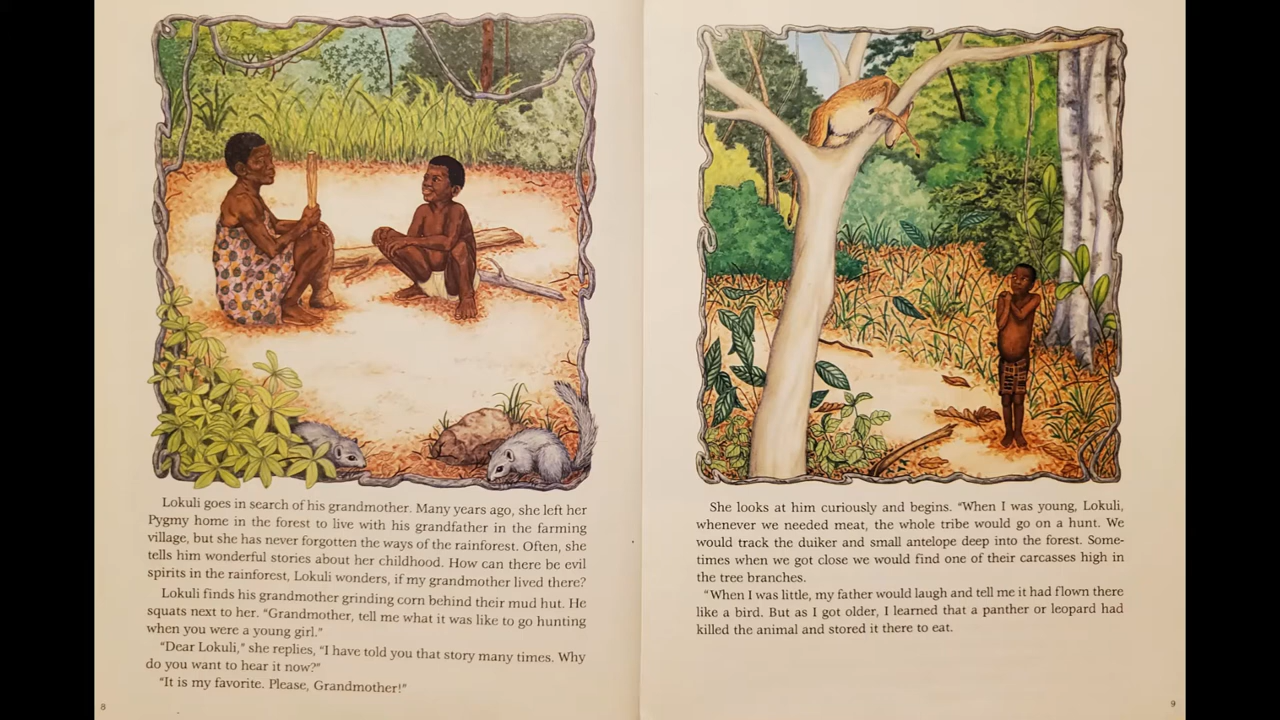 Lokuli goes in search of his grandmother. Many years ago, she left her
Pygmy home in the forest to live with his grandfather in the farming
village, but she has never forgotten the ways of the rainforest. Often, she
tells him wonderful stories about her childhood. How can there be evil
spirits in the rainforest, Lokuli wonders, if my grandmother lived there?
Lokuli finds his grandmother grinding corn behind their mud hut. He
squats next to her. “Grandmother, tell me what it was like to go hunting
when you were a young girl.”
“Dear Lokuli,” she replies, “I have told you that story many times. Why
do you want to hear it now?”
“It is my favorite. Please, Grandmother!”
8
She looks at him curiously and begins. “When I was young, Lokuli,
whenever we needed meat, the whole tribe would go on a hunt. We
would track the duiker and small antelope deep into the forest. Some-
times when we got close we would find one of their carcasses high in
the tree branches.
“When I was little, my father would laugh and tell me it had flown there
like a bird. But as I got older, I learned that a panther or leopard had
killed the animal and stored it there to eat.
9